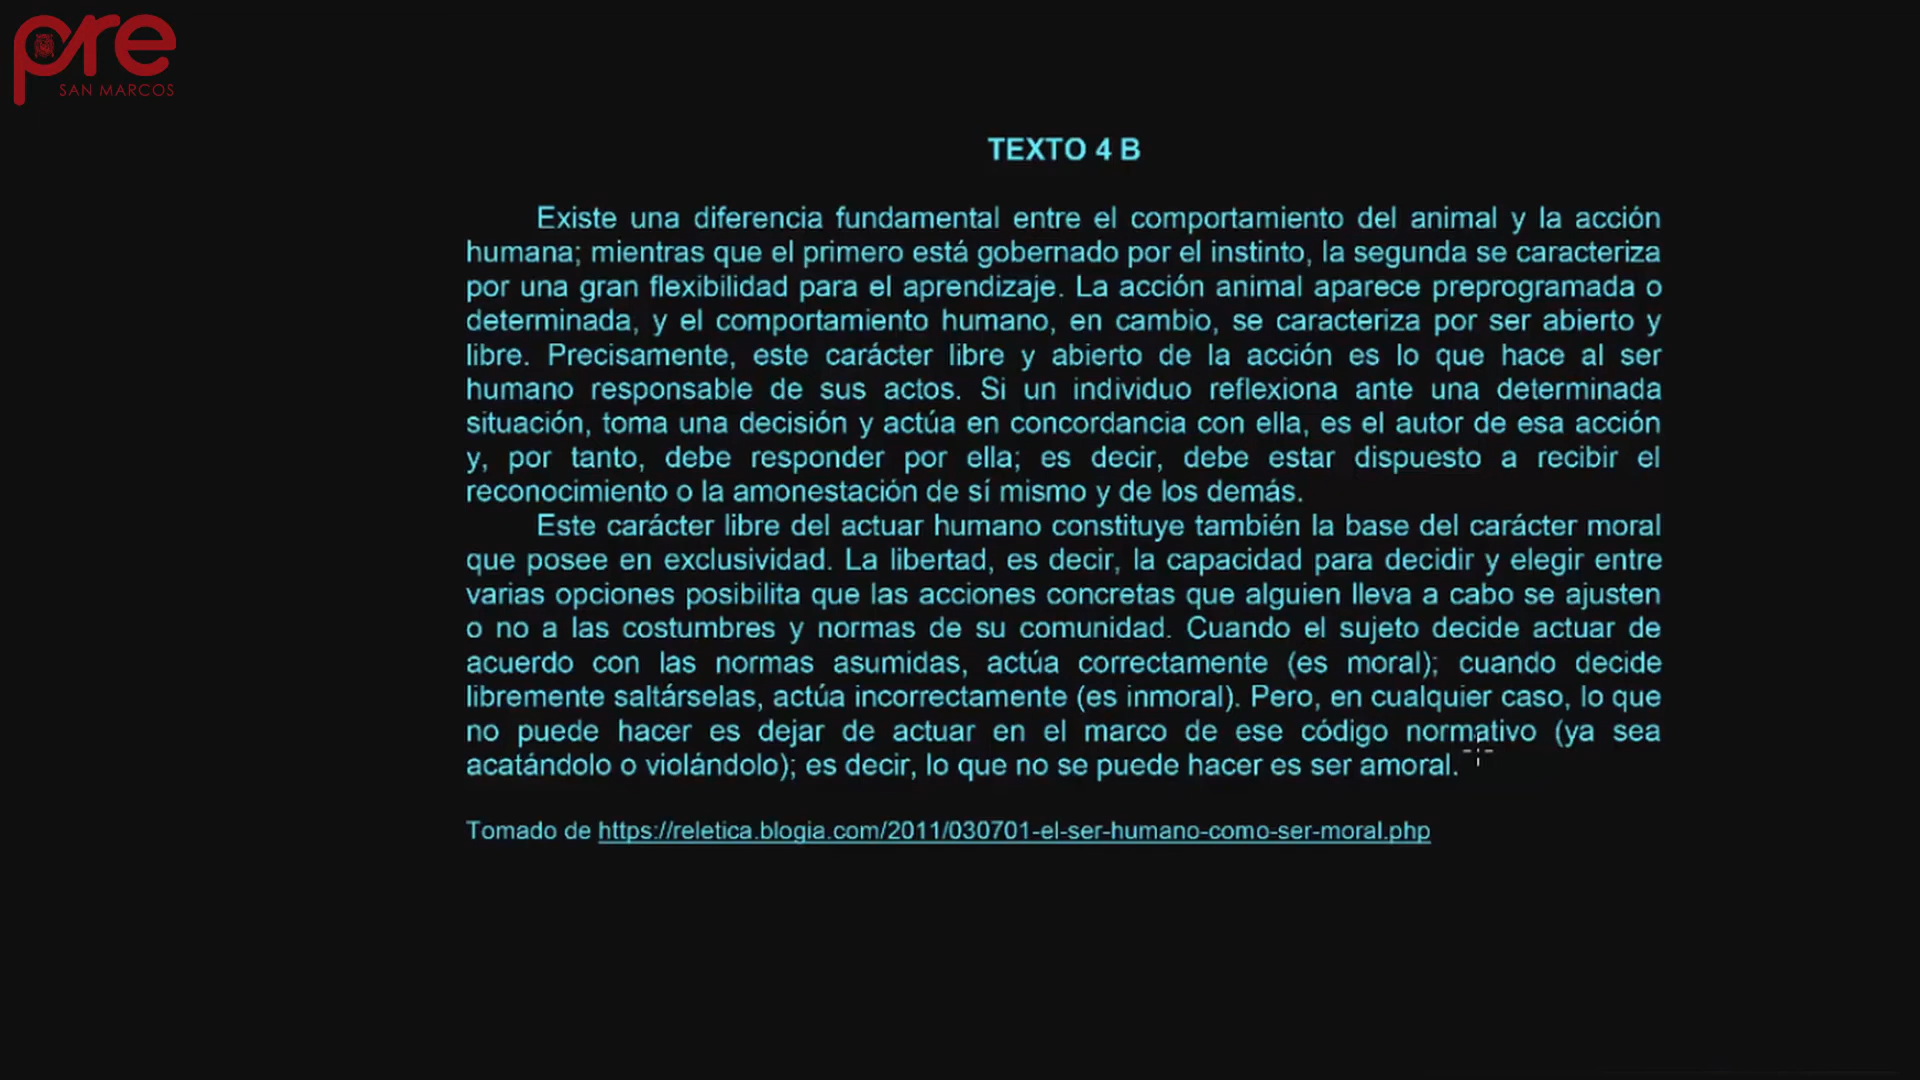 pre
SAN MARCOS
TEXTO 4 B
Existe una diferencia fundamental entre el comportamiento del animal y la acción
humana; mientras que el primero está gobernado por el instinto, la segunda se caracteriza
por una gran flexibilidad para el aprendizaje. La acción animal aparece preprogramada o
determinada, y el comportamiento humano, en cambio, se caracteriza por ser abierto y
libre. Precisamente, este carácter libre y abierto de la acción es lo que hace al ser
humano responsable de sus actos. Si un individuo reflexiona ante una determinada
situación, toma una decisión y actúa en concordancia con ella, es el autor de esa acción
y, por tanto, debe responder por ella; es decir, debe estar dispuesto a recibir el
reconocimiento o la amonestación de sí mismo y de los demás.
Este carácter libre del actuar humano constituye también la base del carácter moral
que posee en exclusividad. La libertad, es decir, la capacidad para decidir y elegir entre
varias opciones posibilita que las acciones concretas que alguien lleva a cabo se ajusten
o no a las costumbres y normas de su comunidad. Cuando el sujeto decide actuar de
acuerdo con las normas asumidas, actúa correctamente (es moral); cuando decide
libremente saltárselas, actúa incorrectamente (es inmoral). Pero, en cualquier caso, lo que
no puede hacer es dejar de actuar en el marco de ese código normativo (ya sea
acatándolo o violándolo); es decir, lo que no se puede hacer es ser amoral.
Tomado de https://reletica.blogia.com/2011/030701-el-ser-humano-como-ser-moral.php